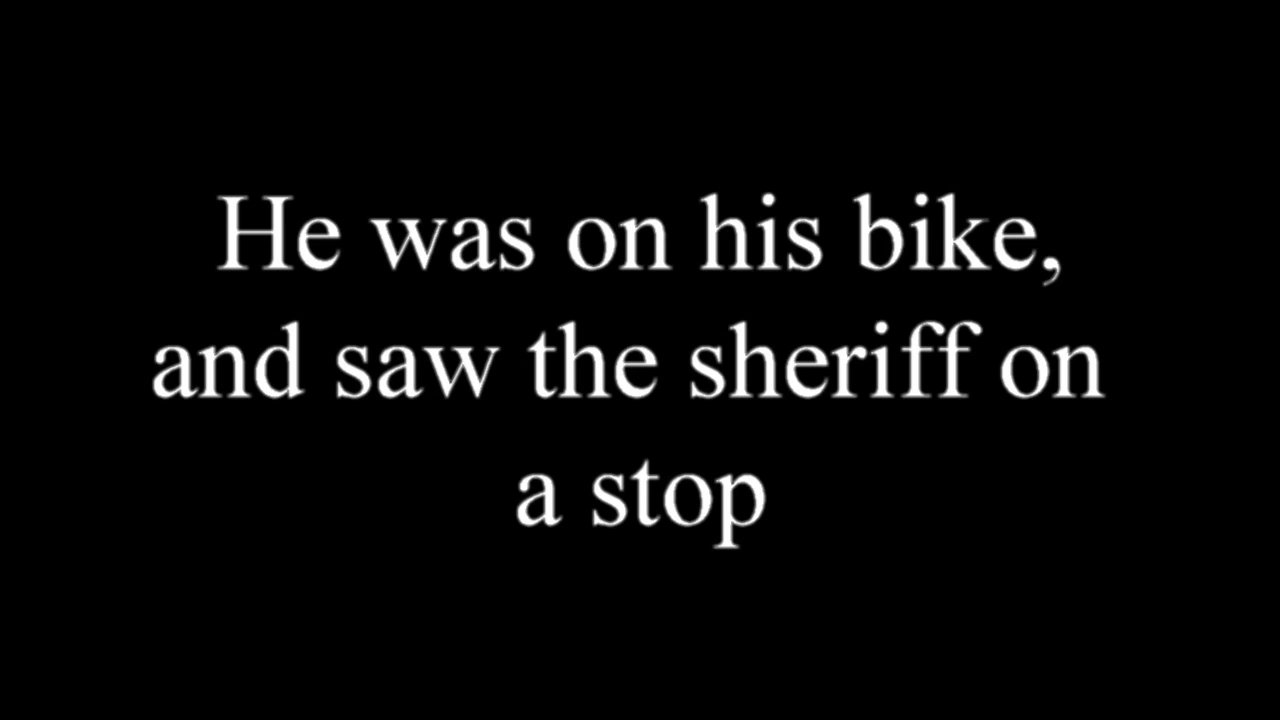 He was on his bike,
and saw the sheriff on
a stop